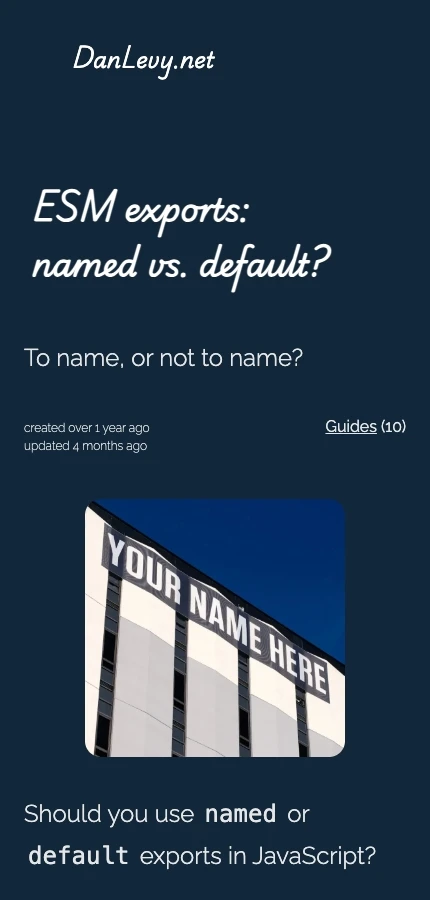 DanLevy.net
ESM exports:
named vs. default?
To name, or not to name?
created over 1 year ago
updated 4 months ago
Guides (10)
YOUR NAME HERE
Should you use named or
default exports in JavaScript?